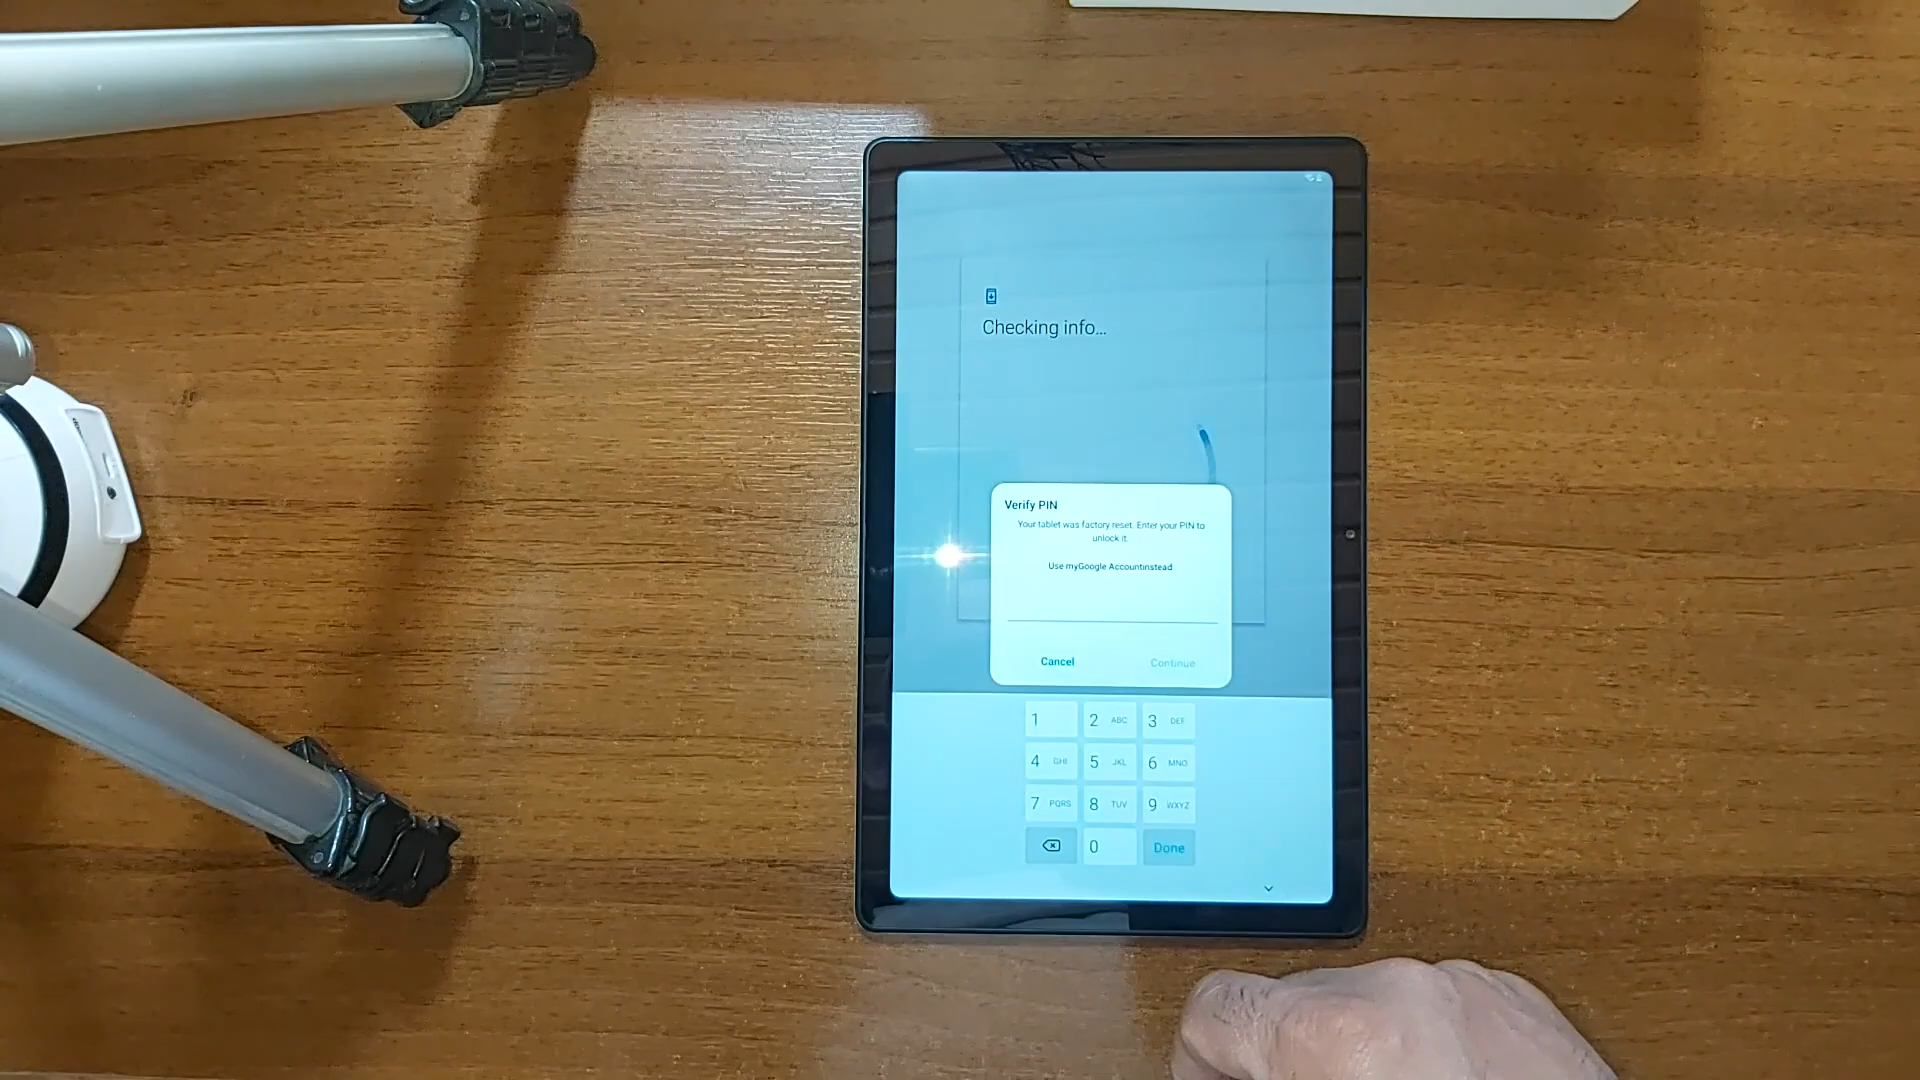 Checking info...
Verify PIN
Your tablet was factory reset. Enter your PIN to
unlock it.
Use myGoogle Accountinstead
Cancel Continue
1 2 ABC 3 DEF
4 GHI 5 JKL 6 MNO
7 PQRS 8 TUV 9 WXYZ
0 Done